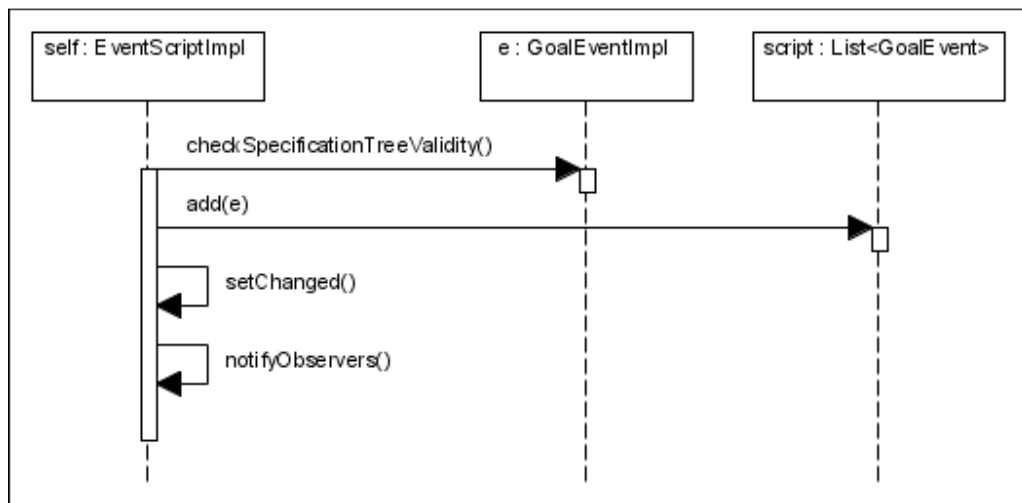 self : EventScriptImpl
e : GoalEventImpl
script : List<GoalEvent>
checkSpecificationTreeValidity()
add(e)
setChanged()
notifyObservers()